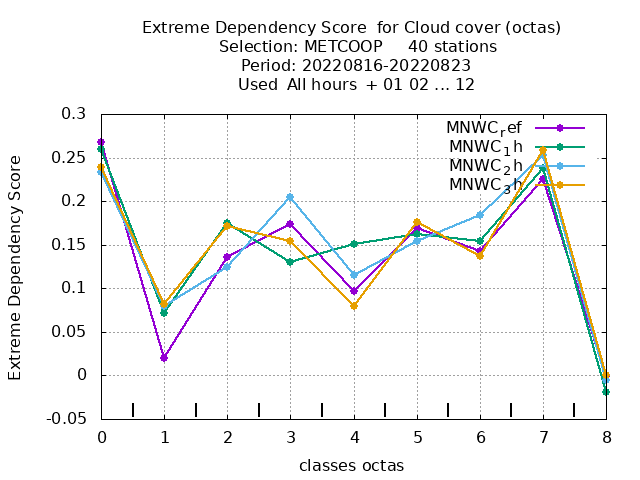 Extreme Dependency Score  for Cloud cover (octas)
Selection: METCOOP     40 stations
Period: 20220816-20220823
Used  All hours  + 01 02 ... 12
MNWC_ref
MNWC_1h
MNWC_2h
MNWC_3h
0.3
0.25
0.2
0.15
0.1
0.05
0
-0.05
Extreme Dependency Score
0 1 2 3 4 5 6 7 8
classes octas